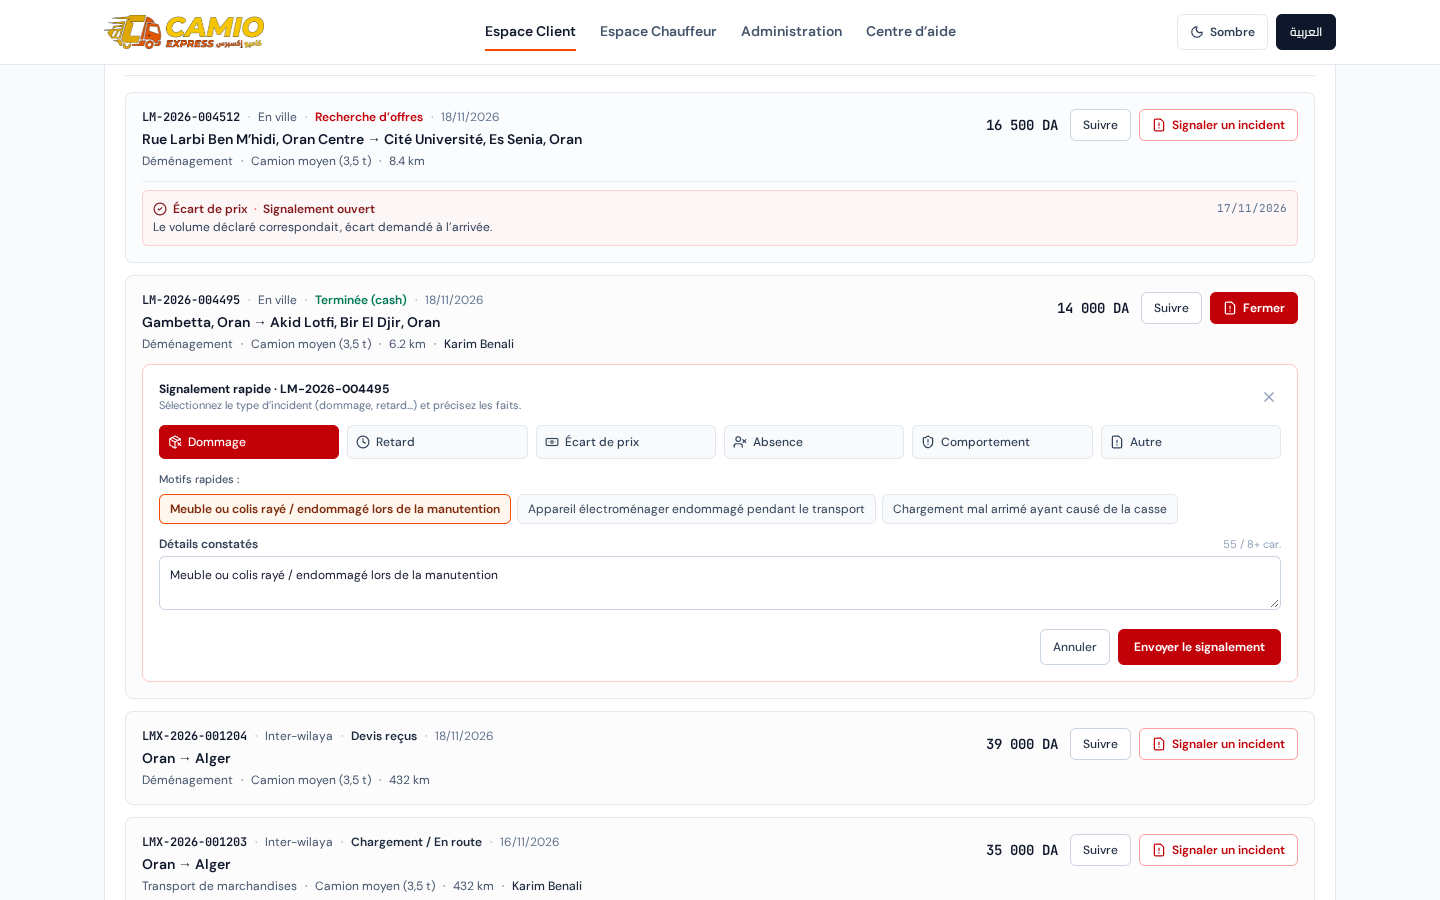 CAMIO
EXPRESS كاميو إكسبريس
Espace Client
Espace Chauffeur
Administration
Centre d’aide
Sombre
العربية
LM-2026-004512 · En ville · Recherche d’offres · 18/11/2026
Rue Larbi Ben M’hidi, Oran Centre → Cité Université, Es Senia, Oran
Déménagement · Camion moyen (3,5 t) · 8.4 km
16 500 DA
Suivre
Signaler un incident
Écart de prix · Signalement ouvert
17/11/2026
Le volume déclaré correspondait, écart demandé à l’arrivée.
LM-2026-004495 · En ville · Terminée (cash) · 18/11/2026
Gambetta, Oran → Akid Lotfi, Bir El Djir, Oran
Déménagement · Camion moyen (3,5 t) · 6.2 km · Karim Benali
14 000 DA
Suivre
Fermer
Signalement rapide · LM-2026-004495
Sélectionnez le type d’incident (dommage, retard…) et précisez les faits.
Dommage
Retard
Écart de prix
Absence
Comportement
Autre
Motifs rapides :
Meuble ou colis rayé / endommagé lors de la manutention
Appareil électroménager endommagé pendant le transport
Chargement mal arrimé ayant causé de la casse
Détails constatés
55 / 8+ car.
Meuble ou colis rayé / endommagé lors de la manutention
Annuler
Envoyer le signalement
LMX-2026-001204 · Inter-wilaya · Devis reçus · 18/11/2026
Oran → Alger
Déménagement · Camion moyen (3,5 t) · 432 km
39 000 DA
Suivre
Signaler un incident
LMX-2026-001203 · Inter-wilaya · Chargement / En route · 16/11/2026
Oran → Alger
Transport de marchandises · Camion moyen (3,5 t) · 432 km · Karim Benali
35 000 DA
Suivre
Signaler un incident